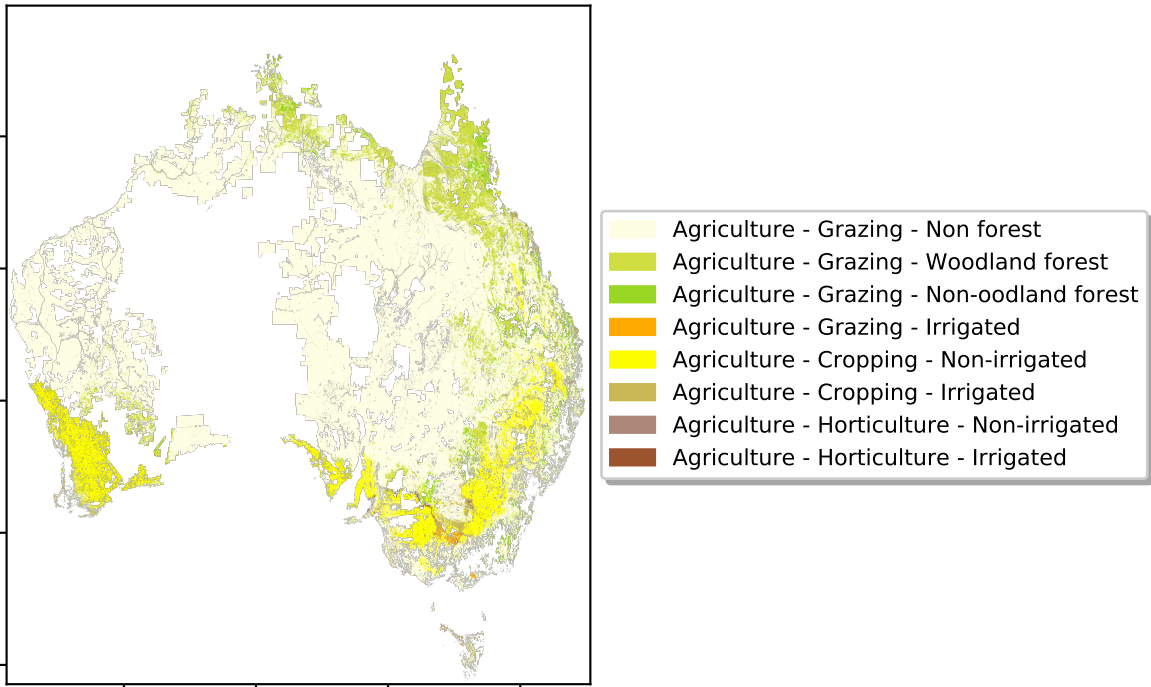 Agriculture - Grazing - Non forest
Agriculture - Grazing - Woodland forest
Agriculture - Grazing - Non-oodland forest
Agriculture - Grazing - Irrigated
Agriculture - Cropping - Non-irrigated
Agriculture - Cropping - Irrigated
Agriculture - Horticulture - Non-irrigated
Agriculture - Horticulture - Irrigated